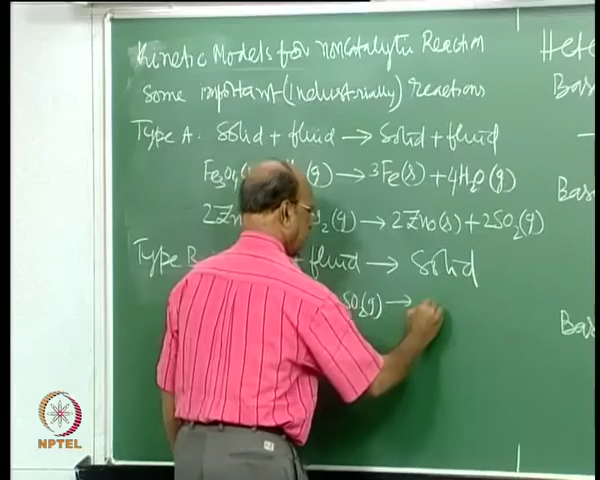 Kinetic Models for noncatalytic Reaction
Some important (Industrially) reactions
Type A: Solid + fluid → Solid + fluid
Fe3O4 (g) → 3Fe(s) + 4H2O(g)
2Zn 2(g) → 2ZnO(s) + 2SO2(g)
Type B + fluid → Solid
SO2(g) →
Hete
Bas
Bas
Bas
NPTEL